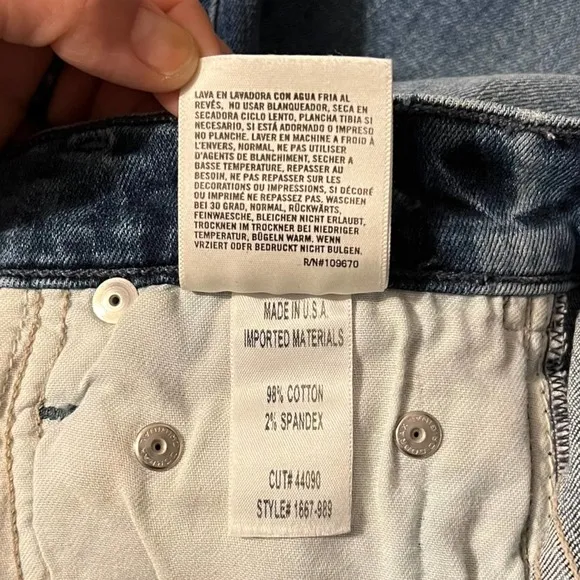 LAVA EN LAVADORA CON AGUA FRIA AL
REVÉS, NO USAR BLANQUEADOR, SECA EN
SECADORA CICLO LENTO, PLANCHA TIBIA SI
NECESARIO, SI ESTÁ ADORNADO O IMPRESO
NO PLANCHE. LAVER EN MACHINE A FROID À
L'ENVERS, NORMAL, NE PAS UTILISER
D'AGENTS DE BLANCHIMENT, SECHER A
BASSE TEMPERATURE, REPASSER AU
BESOIN, NE PAS REPASSER SUR LES
DECORATIONS OU IMPRESSIONS, SI DÉCORÉ
OU IMPRIMÉ NE REPASSEZ PAS, WASCHEN
BEI 30 GRAD, NORMAL, RÜCKWÄRTS,
FEINWAESCHE, BLEICHEN NICHT ERLAUBT,
TROCKNEN IM TROCKNER BEI NIEDRIGER
TEMPERATUR, BÜGELN WARM, WENN
VRZIERT ODFR BEDRUCKT NICHT BULGEN.
R/N#109670
MADE IN U.S.A
IMPORTED MATERIALS
98% COTTON
2% SPANDEX
CUT# 44090
STYLE# 1667-989